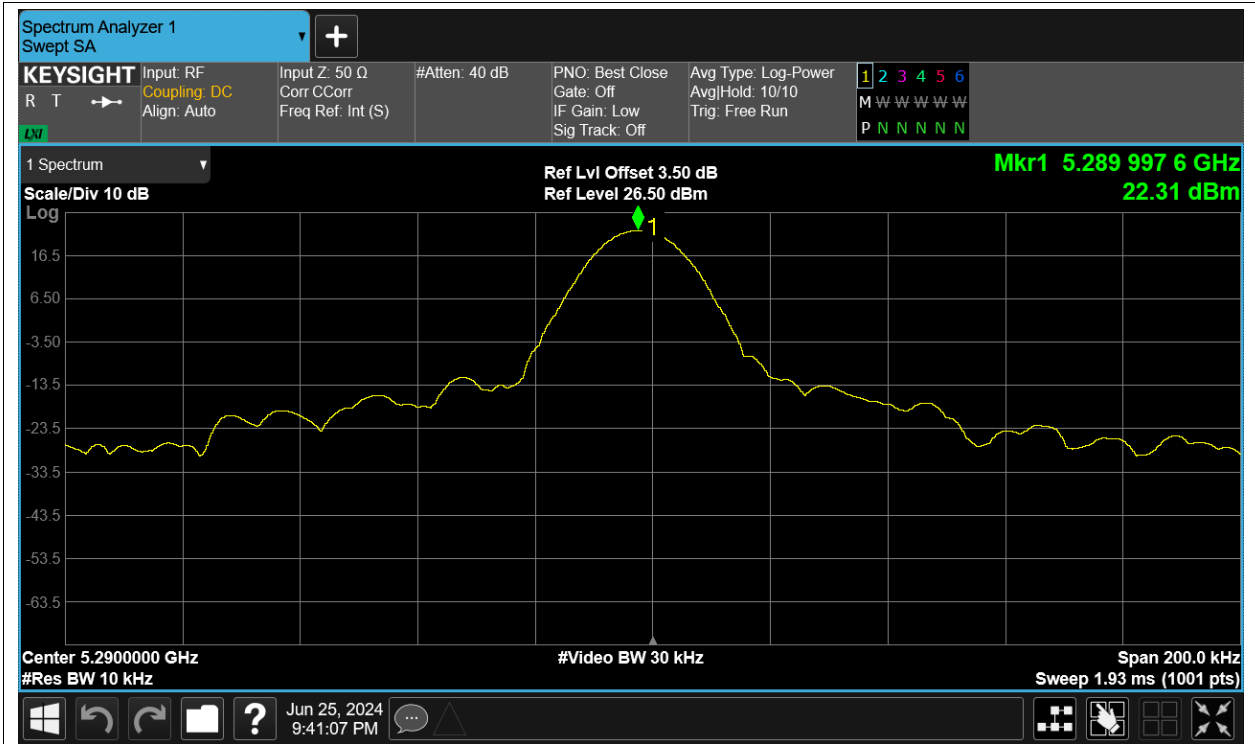 Spectrum Analyzer 1
Swept SA
KEYSIGHT
R T
LXI
Input: RF
Coupling: DC
Align: Auto
Input Z: 50 Ω
Corr CCorr
Freq Ref: Int (S)
#Atten: 40 dB
PNO: Best Close
Gate: Off
IF Gain: Low
Sig Track: Off
Avg Type: Log-Power
Avg|Hold: 10/10
Trig: Free Run
1 2 3 4 5 6
M W W W W W
P N N N N N
1 Spectrum
Scale/Div 10 dB
Log
Ref Lvl Offset 3.50 dB
Ref Level 26.50 dBm
Mkr1 5.289 997 6 GHz
22.31 dBm
1
16.5
6.50
-3.50
-13.5
-23.5
-33.5
-43.5
-53.5
-63.5
Center 5.2900000 GHz
#Video BW 30 kHz
Span 200.0 kHz
#Res BW 10 kHz
Sweep 1.93 ms (1001 pts)
?
Jun 25, 2024
9:41:07 PM